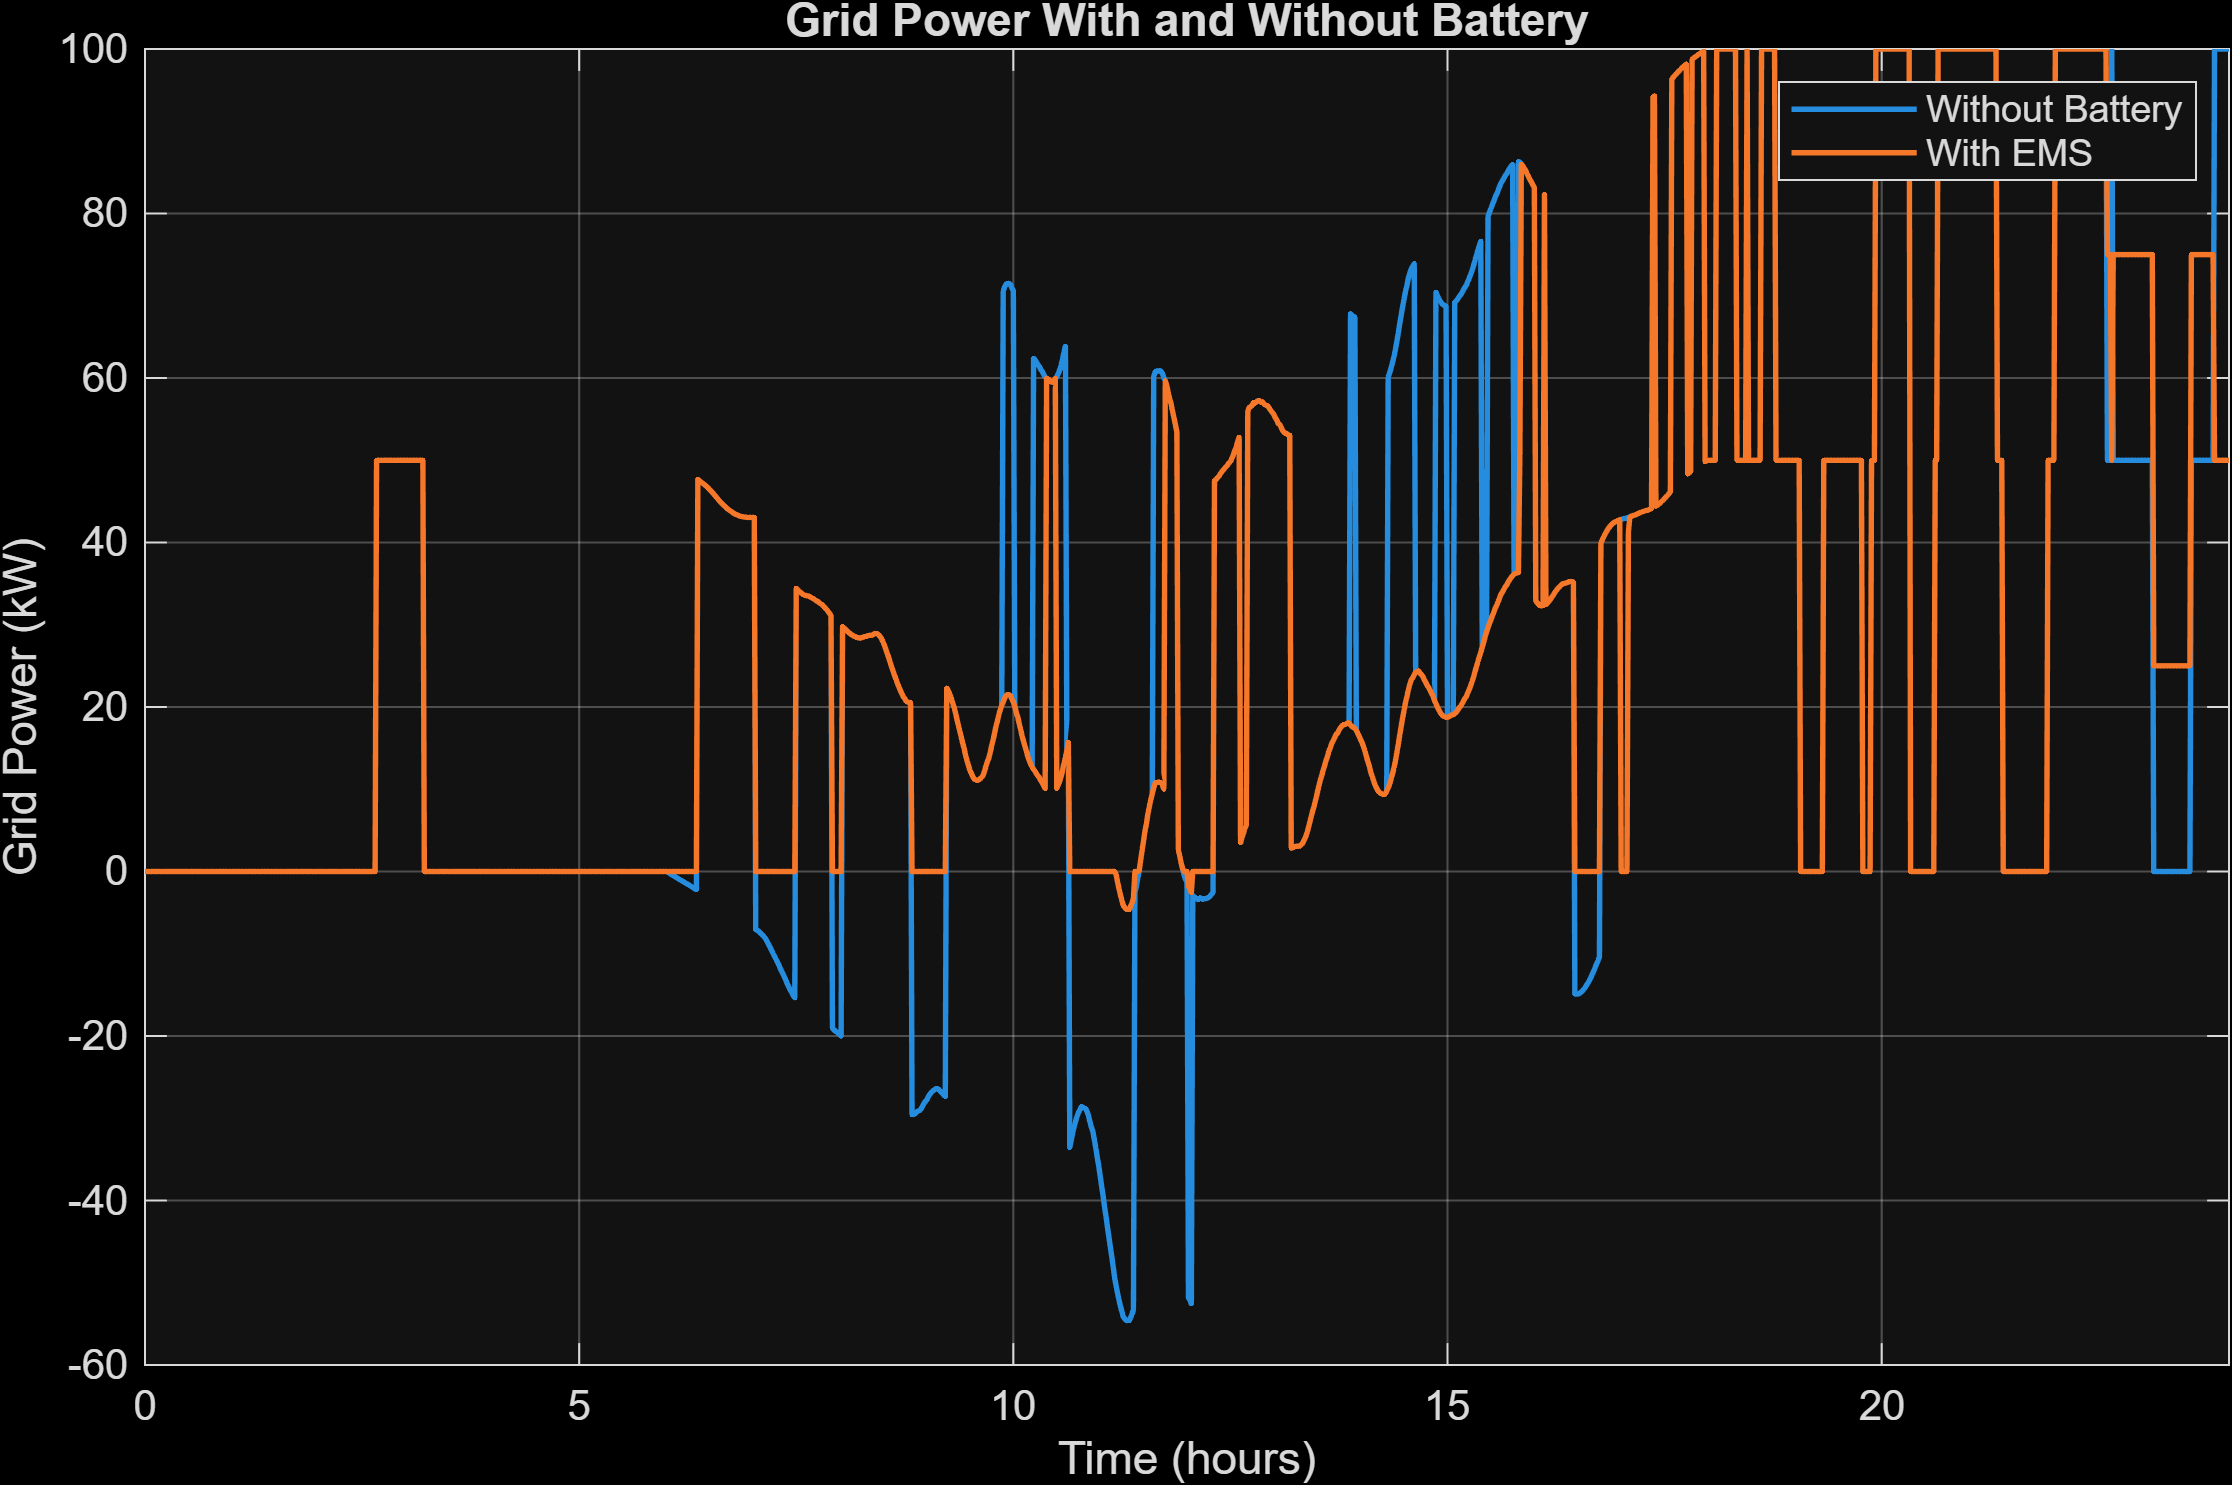 Grid Power With and Without Battery
100
80
60
40
20
0
-20
-40
-60
Grid Power (kW)
Without Battery
With EMS
0 5 10 15 20
Time (hours)